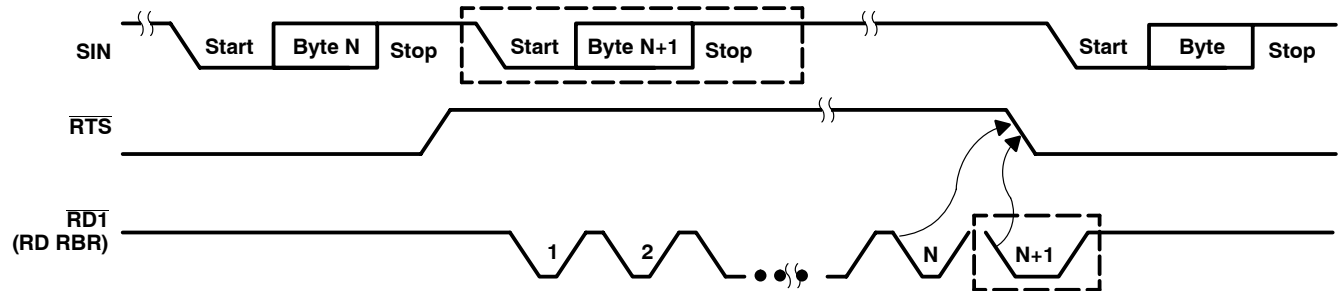 SIN
Start Byte N Stop Start Byte N+1 Stop Start Byte Stop
RTS
RD1
(RD RBR)
1 2 N N+1